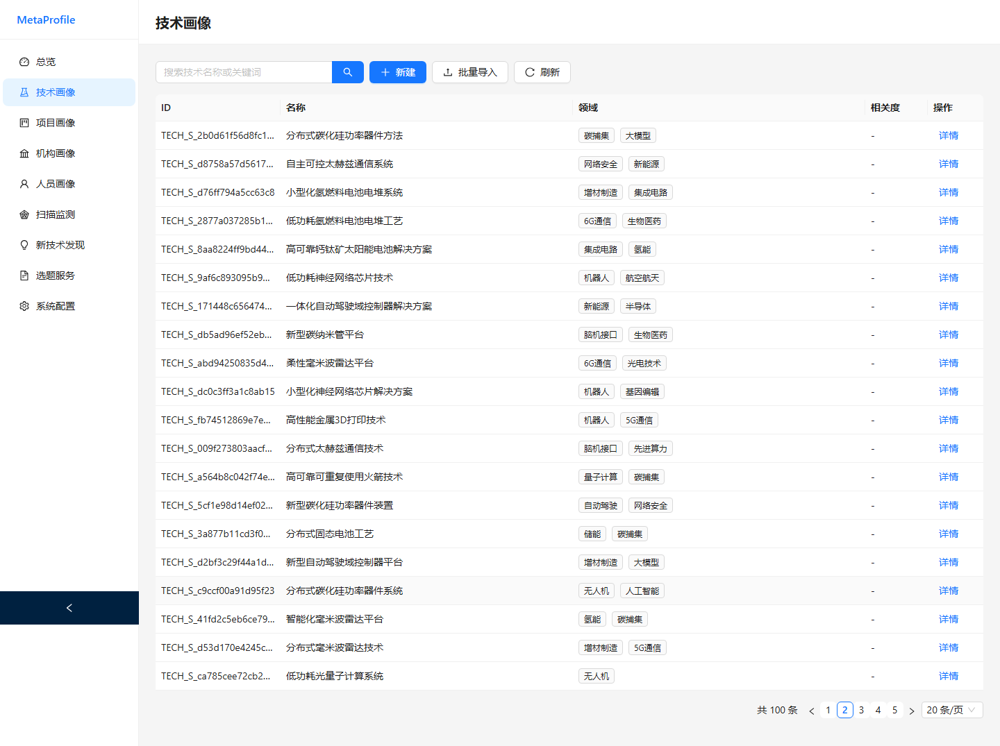 MetaProfile
技术画像
总览
技术画像
项目画像
机构画像
人员画像
扫描监测
新技术发现
选题服务
系统配置
搜索技术名称或关键词 新建 批量导入 刷新
ID 名称 领域 相关度 操作
TECH_S_2b0d61f56d8fc1... 分布式碳化硅功率器件方法 碳捕集 大模型 - 详情
TECH_S_d8758a57d5617... 自主可控太赫兹通信系统 网络安全 新能源 - 详情
TECH_S_d76ff794a5cc63c8 小型化氢燃料电池电堆系统 增材制造 集成电路 - 详情
TECH_S_2877a037285b1... 低功耗氢燃料电池电堆工艺 6G通信 生物医药 - 详情
TECH_S_8aa8224ff9bd44... 高可靠钙钛矿太阳能电池解决方案 集成电路 氢能 - 详情
TECH_S_9af6c893095b9... 低功耗神经网络芯片技术 机器人 航空航天 - 详情
TECH_S_171448c656474... 一体化自动驾驶域控制器解决方案 新能源 半导体 - 详情
TECH_S_db5ad96ef52eb... 新型碳纳米管平台 脑机接口 生物医药 - 详情
TECH_S_abd94250835d4... 柔性毫米波雷达平台 6G通信 光电技术 - 详情
TECH_S_dc0c3ff3a1c8ab15 小型化神经网络芯片解决方案 机器人 基因编辑 - 详情
TECH_S_fb74512869e7e... 高性能金属3D打印技术 机器人 5G通信 - 详情
TECH_S_009f273803aacf... 分布式太赫兹通信技术 脑机接口 先进算力 - 详情
TECH_S_a564b8c042f74e... 高可靠可重复使用火箭技术 量子计算 碳捕集 - 详情
TECH_S_5cf1e98d14ef02... 新型碳化硅功率器件装置 自动驾驶 网络安全 - 详情
TECH_S_3a877b11cd3f0... 分布式固态电池工艺 储能 碳捕集 - 详情
TECH_S_d2bf3c29f44a1d... 新型自动驾驶域控制器平台 增材制造 大模型 - 详情
TECH_S_c9ccf00a91d95f23 分布式碳化硅功率器件系统 无人机 人工智能 - 详情
TECH_S_41fd2c5eb6ce79... 智能化毫米波雷达平台 氢能 碳捕集 - 详情
TECH_S_d53d170e4245c... 分布式毫米波雷达技术 增材制造 5G通信 - 详情
TECH_S_ca785cee72cb2... 低功耗光量子计算系统 无人机 - 详情
共 100 条 < 1 2 3 4 5 > 20 条/页